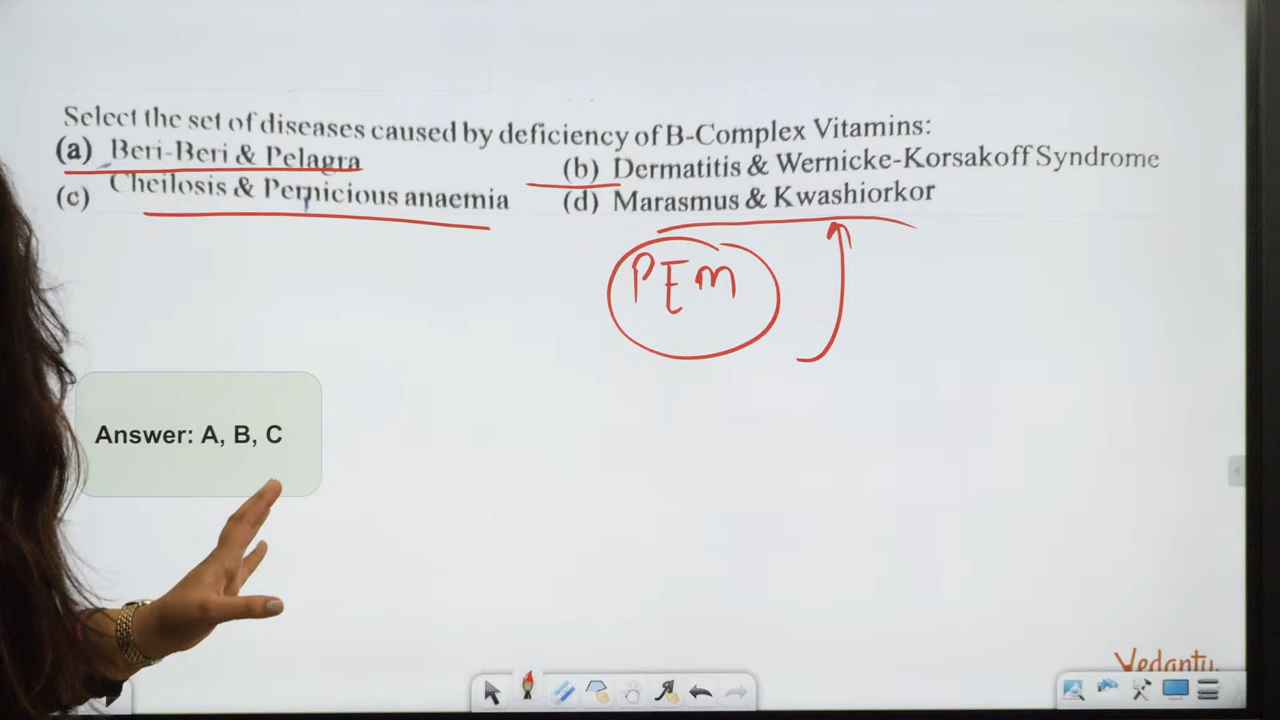 Select the set of diseases caused by deficiency of B-Complex Vitamins:
(a) Beri-Beri & Pelagra (b) Dermatitis & Wernicke-Korsakoff Syndrome
(c) Cheilosis & Pernicious anaemia (d) Marasmus & Kwashiorkor
PEM
Answer: A, B, C
Vedantu